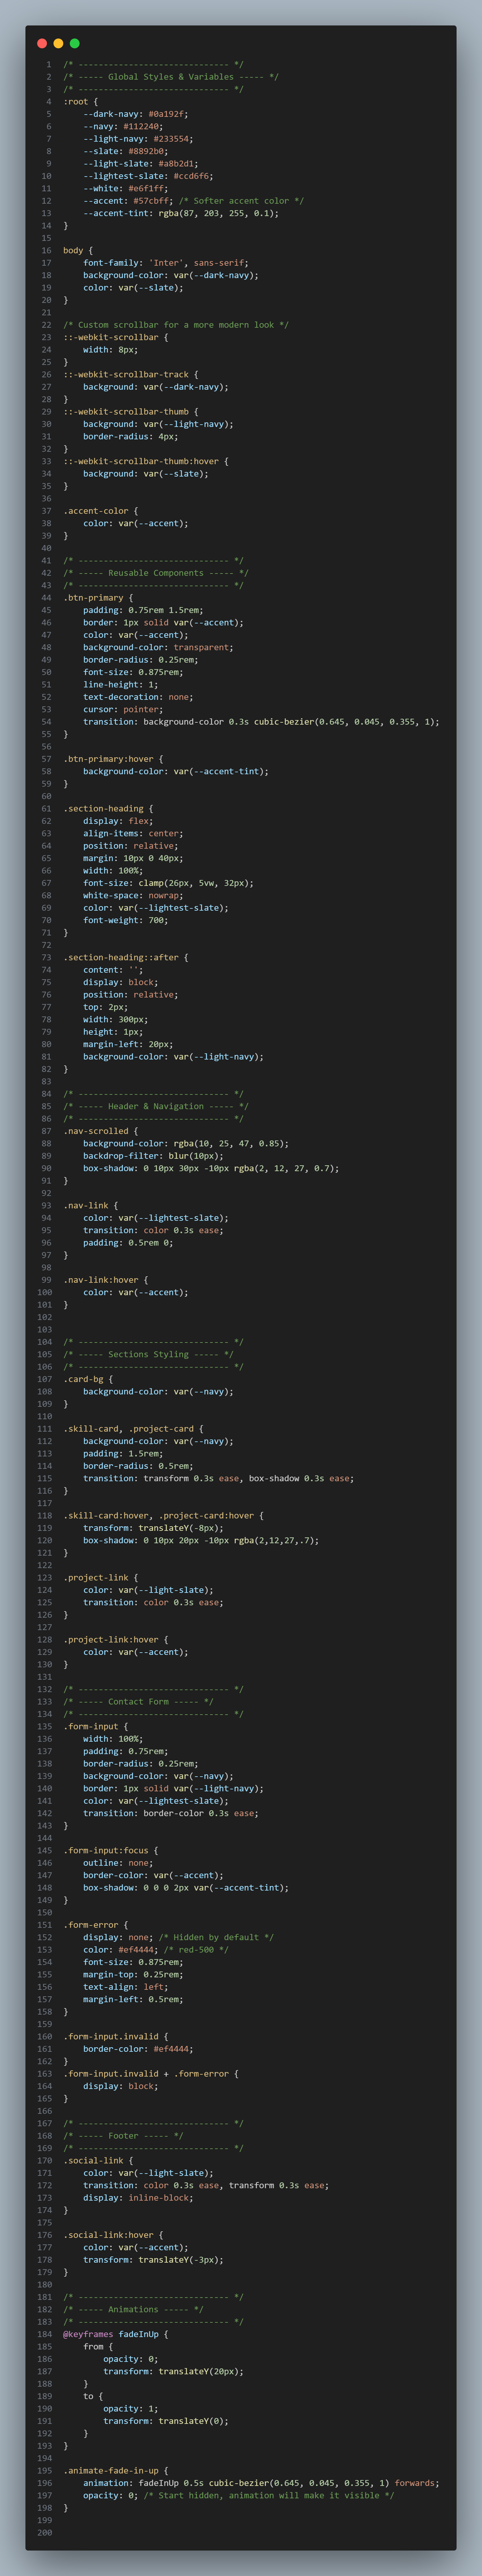 1 /* ------------------------------ */
2 /* ----- Global Styles & Variables ----- */
3 /* ------------------------------ */
4 :root {
5     --dark-navy: #0a192f;
6     --navy: #112240;
7     --light-navy: #233554;
8     --slate: #8892b0;
9     --light-slate: #a8b2d1;
10     --lightest-slate: #ccd6f6;
11     --white: #e6f1ff;
12     --accent: #57cbff; /* Softer accent color */
13     --accent-tint: rgba(87, 203, 255, 0.1);
14 }
15
16 body {
17     font-family: 'Inter', sans-serif;
18     background-color: var(--dark-navy);
19     color: var(--slate);
20 }
21
22 /* Custom scrollbar for a more modern look */
23 ::-webkit-scrollbar {
24     width: 8px;
25 }
26 ::-webkit-scrollbar-track {
27     background: var(--dark-navy);
28 }
29 ::-webkit-scrollbar-thumb {
30     background: var(--light-navy);
31     border-radius: 4px;
32 }
33 ::-webkit-scrollbar-thumb:hover {
34     background: var(--slate);
35 }
36
37 .accent-color {
38     color: var(--accent);
39 }
40
41 /* ------------------------------ */
42 /* ----- Reusable Components ----- */
43 /* ------------------------------ */
44 .btn-primary {
45     padding: 0.75rem 1.5rem;
46     border: 1px solid var(--accent);
47     color: var(--accent);
48     background-color: transparent;
49     border-radius: 0.25rem;
50     font-size: 0.875rem;
51     line-height: 1;
52     text-decoration: none;
53     cursor: pointer;
54     transition: background-color 0.3s cubic-bezier(0.645, 0.045, 0.355, 1);
55 }
56
57 .btn-primary:hover {
58     background-color: var(--accent-tint);
59 }
60
61 .section-heading {
62     display: flex;
63     align-items: center;
64     position: relative;
65     margin: 10px 0 40px;
66     width: 100%;
67     font-size: clamp(26px, 5vw, 32px);
68     white-space: nowrap;
69     color: var(--lightest-slate);
70     font-weight: 700;
71 }
72
73 .section-heading::after {
74     content: '';
75     display: block;
76     position: relative;
77     top: 2px;
78     width: 300px;
79     height: 1px;
80     margin-left: 20px;
81     background-color: var(--light-navy);
82 }
83
84 /* ------------------------------ */
85 /* ----- Header & Navigation ----- */
86 /* ------------------------------ */
87 .nav-scrolled {
88     background-color: rgba(10, 25, 47, 0.85);
89     backdrop-filter: blur(10px);
90     box-shadow: 0 10px 30px -10px rgba(2, 12, 27, 0.7);
91 }
92
93 .nav-link {
94     color: var(--lightest-slate);
95     transition: color 0.3s ease;
96     padding: 0.5rem 0;
97 }
98
99 .nav-link:hover {
100     color: var(--accent);
101 }
102
103
104 /* ------------------------------ */
105 /* ----- Sections Styling ----- */
106 /* ------------------------------ */
107 .card-bg {
108     background-color: var(--navy);
109 }
110
111 .skill-card, .project-card {
112     background-color: var(--navy);
113     padding: 1.5rem;
114     border-radius: 0.5rem;
115     transition: transform 0.3s ease, box-shadow 0.3s ease;
116 }
117
118 .skill-card:hover, .project-card:hover {
119     transform: translateY(-8px);
120     box-shadow: 0 10px 20px -10px rgba(2,12,27,.7);
121 }
122
123 .project-link {
124     color: var(--light-slate);
125     transition: color 0.3s ease;
126 }
127
128 .project-link:hover {
129     color: var(--accent);
130 }
131
132 /* ------------------------------ */
133 /* ----- Contact Form ----- */
134 /* ------------------------------ */
135 .form-input {
136     width: 100%;
137     padding: 0.75rem;
138     border-radius: 0.25rem;
139     background-color: var(--navy);
140     border: 1px solid var(--light-navy);
141     color: var(--lightest-slate);
142     transition: border-color 0.3s ease;
143 }
144
145 .form-input:focus {
146     outline: none;
147     border-color: var(--accent);
148     box-shadow: 0 0 0 2px var(--accent-tint);
149 }
150
151 .form-error {
152     display: none; /* Hidden by default */
153     color: #ef4444; /* red-500 */
154     font-size: 0.875rem;
155     margin-top: 0.25rem;
156     text-align: left;
157     margin-left: 0.5rem;
158 }
159
160 .form-input.invalid {
161     border-color: #ef4444;
162 }
163 .form-input.invalid + .form-error {
164     display: block;
165 }
166
167 /* ------------------------------ */
168 /* ----- Footer ----- */
169 /* ------------------------------ */
170 .social-link {
171     color: var(--light-slate);
172     transition: color 0.3s ease, transform 0.3s ease;
173     display: inline-block;
174 }
175
176 .social-link:hover {
177     color: var(--accent);
178     transform: translateY(-3px);
179 }
180
181 /* ------------------------------ */
182 /* ----- Animations ----- */
183 /* ------------------------------ */
184 @keyframes fadeInUp {
185     from {
186         opacity: 0;
187         transform: translateY(20px);
188     }
189     to {
190         opacity: 1;
191         transform: translateY(0);
192     }
193 }
194
195 .animate-fade-in-up {
196     animation: fadeInUp 0.5s cubic-bezier(0.645, 0.045, 0.355, 1) forwards;
197     opacity: 0; /* Start hidden, animation will make it visible */
198 }
199
200